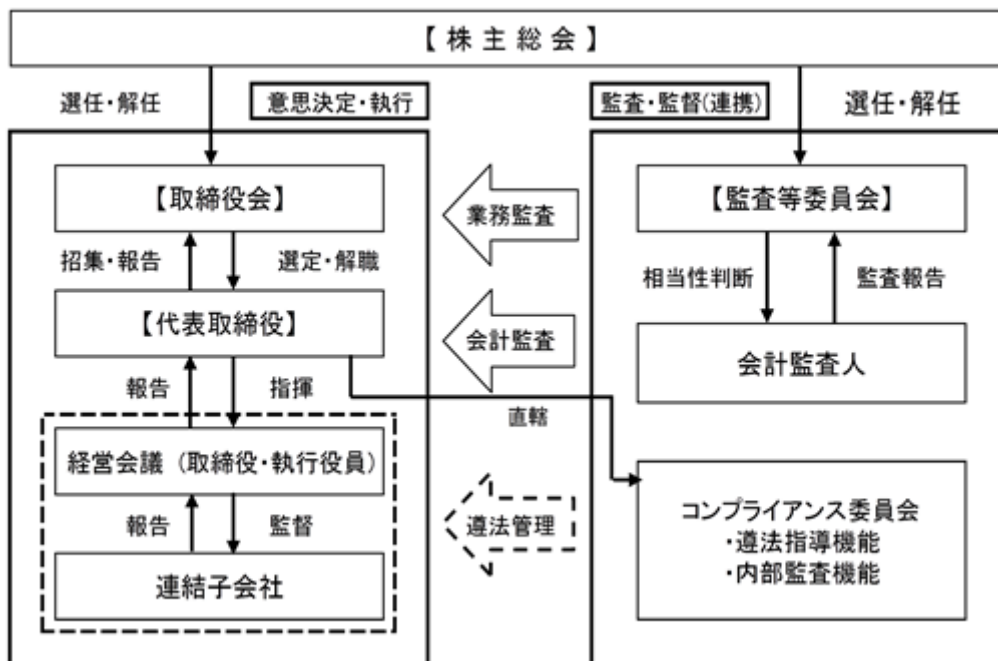 【 株 主 総 会 】
選任・解任
意思決定・執行
監査・監督(連携)
選任・解任
【取締役会】
業務監査
【監査等委員会】
招集・報告
選定・解職
相当性判断
監査報告
【代表取締役】
会計監査
会計監査人
報告
指揮
直轄
経営会議（取締役・執行役員）
報告
監督
遵法管理
コンプライアンス委員会
・遵法指導機能
・内部監査機能
連結子会社